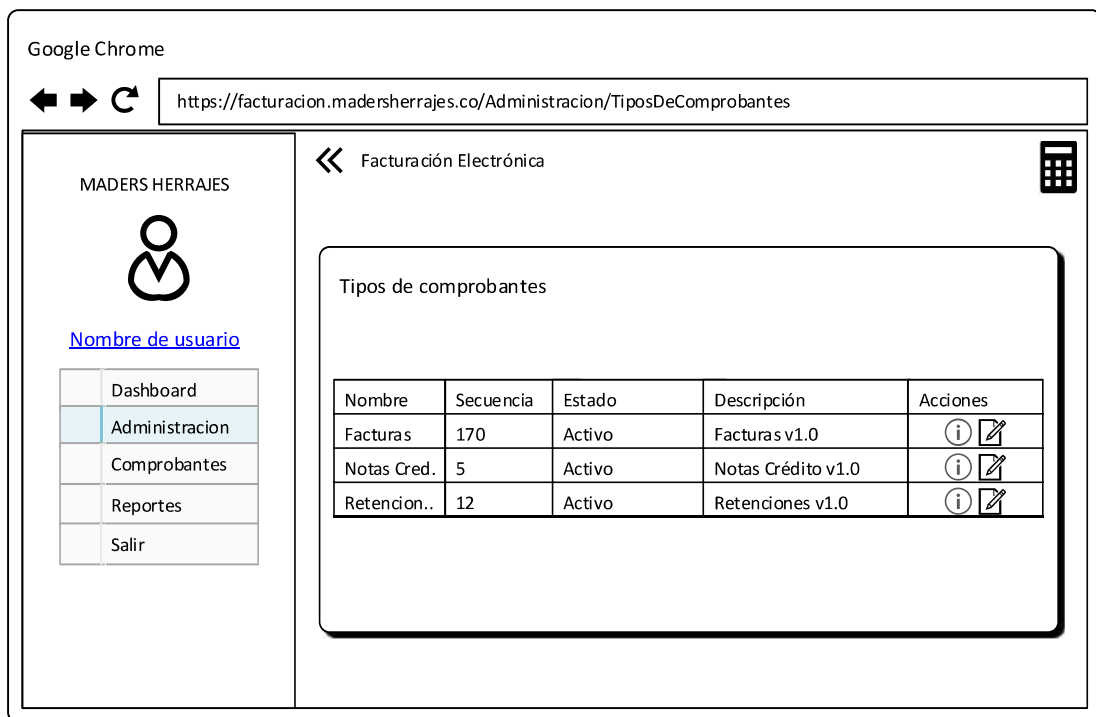 Google Chrome
https://facturacion.madersherrajes.co/Administracion/TiposDeComprobantes
MADERS HERRAJES
Nombre de usuario
Dashboard
Administracion
Comprobantes
Reportes
Salir
Facturación Electrónica
Tipos de comprobantes
Nombre Secuencia Estado Descripción Acciones
Facturas 170 Activo Facturas v1.0
Notas Cred. 5 Activo Notas Crédito v1.0
Retencion.. 12 Activo Retenciones v1.0